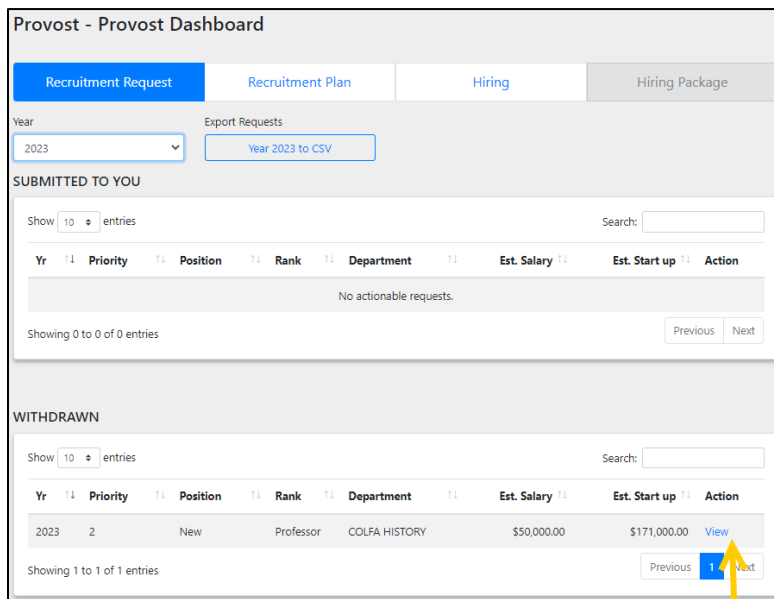 Provost - Provost Dashboard
Recruitment Request Recruitment Plan Hiring Hiring Package
Year Export Requests
2023 Year 2023 to CSV
SUBMITTED TO YOU
Show 10 entries Search:
Yr Priority Position Rank Department Est. Salary Est. Start up Action
No actionable requests.
Showing 0 to 0 of 0 entries
Previous Next
WITHDRAWN
Show 10 entries Search:
Yr Priority Position Rank Department Est. Salary Est. Start up Action
2023 2 New Professor COLFA HISTORY $50,000.00 $171,000.00 View
Showing 1 to 1 of 1 entries
Previous 1 Next